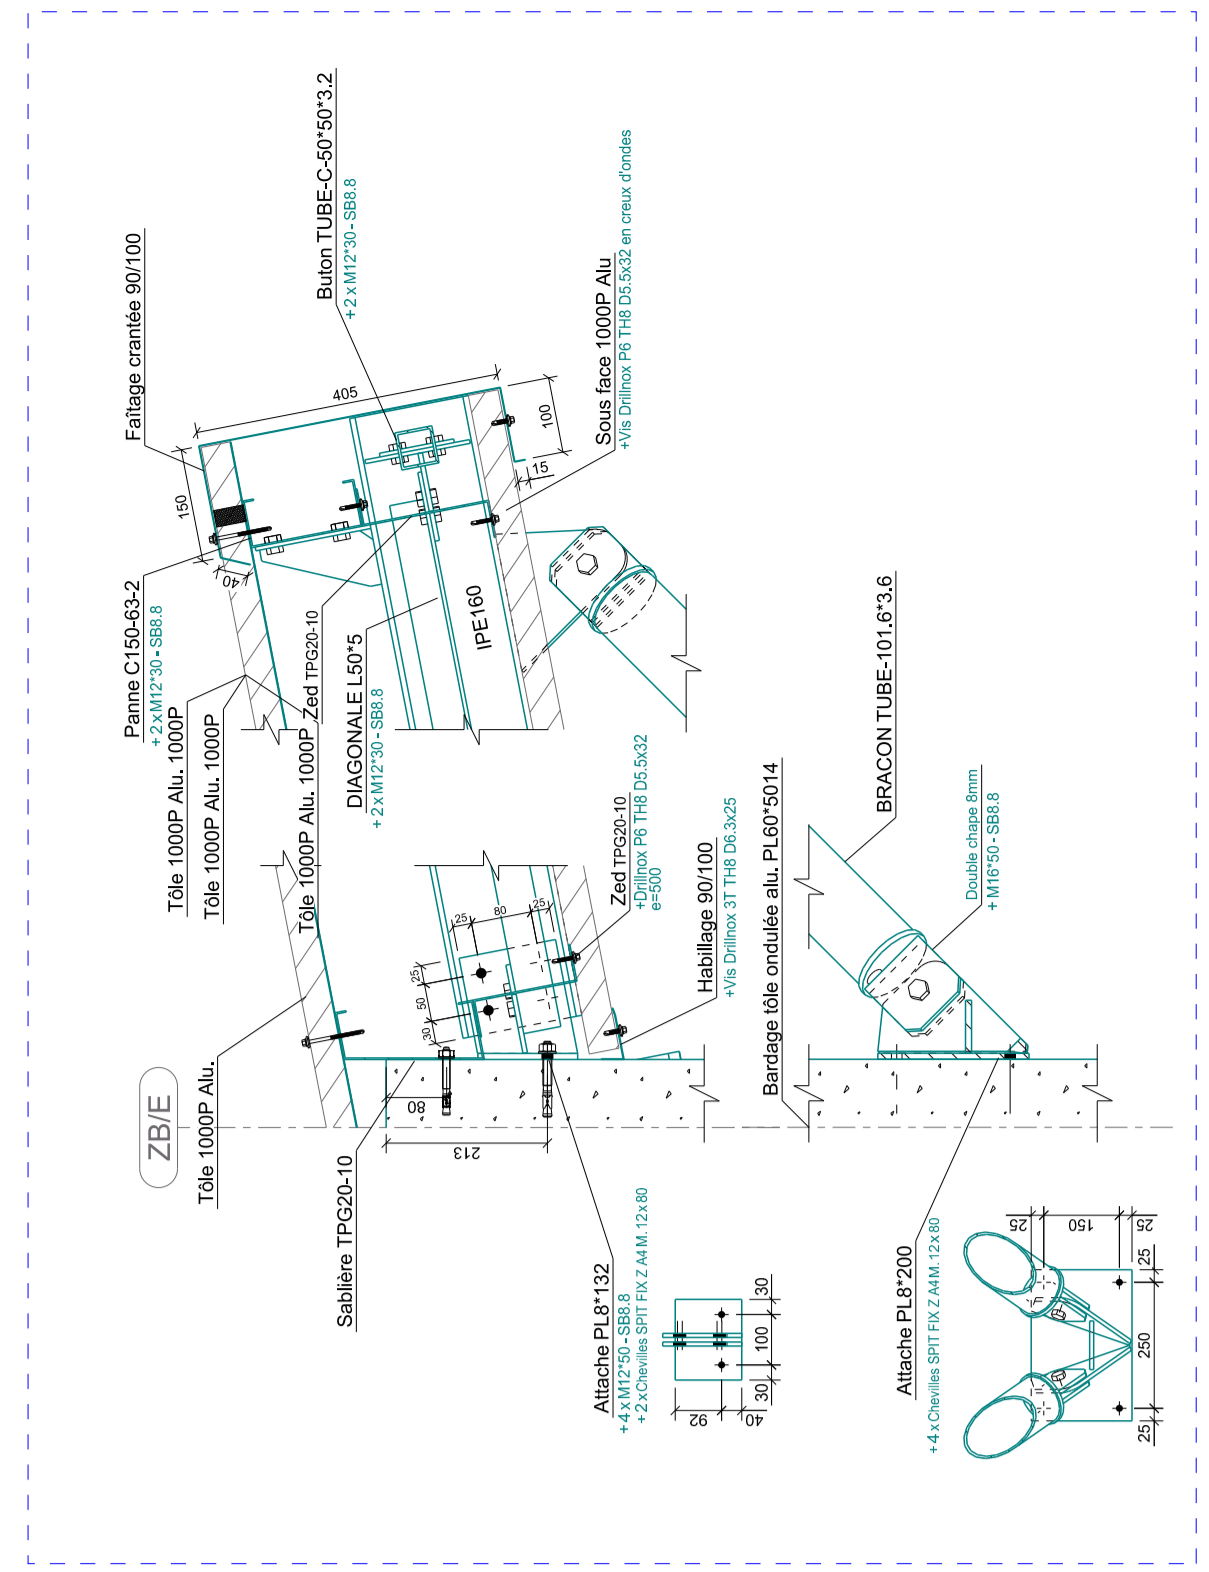 ZB/E
Tôle 1000P Alu.
Sablière TPG20-10
Attache PL8*132
+4 x M12*50 - SB8.8
+2 x Chevilles SPIT FIX Z A4 M. 12x80
80
213
30
100
30
92
40
Attache PL8*200
+4 x Chevilles SPIT FIX Z A4 M. 12x80
25
150
25
25
250
25
Tôle 1000P Alu. 1000P
Tôle 1000P Alu. 1000P
Tôle 1000P Alu. 1000P
30
50
25
25
80
25
Zed TPG20-10
+Drillnox P6 TH8 D5.5x32
e=500
Habillage 90/100
+Vis Drillnox 3T TH8 D6.3x25
Bardage tôle ondulée alu. PL60*5014
BRACON TUBE-101.6*3.6
Double chape 8mm
+ M16*50 - SB8.8
Panne C150-63-2
+ 2 x M12*30 - SB8.8
Faîtage crantée 90/100
150
40
405
Zed TPG20-10
DIAGONALE L50*5
+ 2 x M12*30 - SB8.8
IPE160
Buton TUBE-C-50*50*3.2
+ 2 x M12*30 - SB8.8
100
15
Sous face 1000P Alu
+Vis Drillnox P6 TH8 D5.5x32 en creux d'ondes